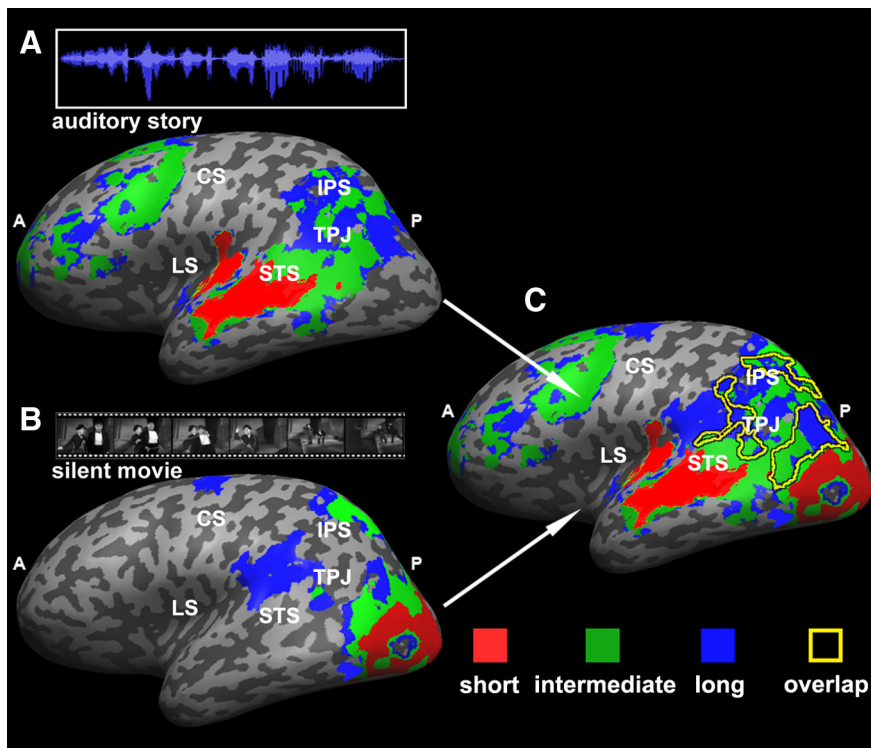 A
auditory story
CS
IPS
A
P
TPJ
LS
STS
B
silent movie
CS
IPS
A
P
TPJ
LS
STS
C
CS
IPS
A
P
TPJ
LS
STS
short intermediate long overlap